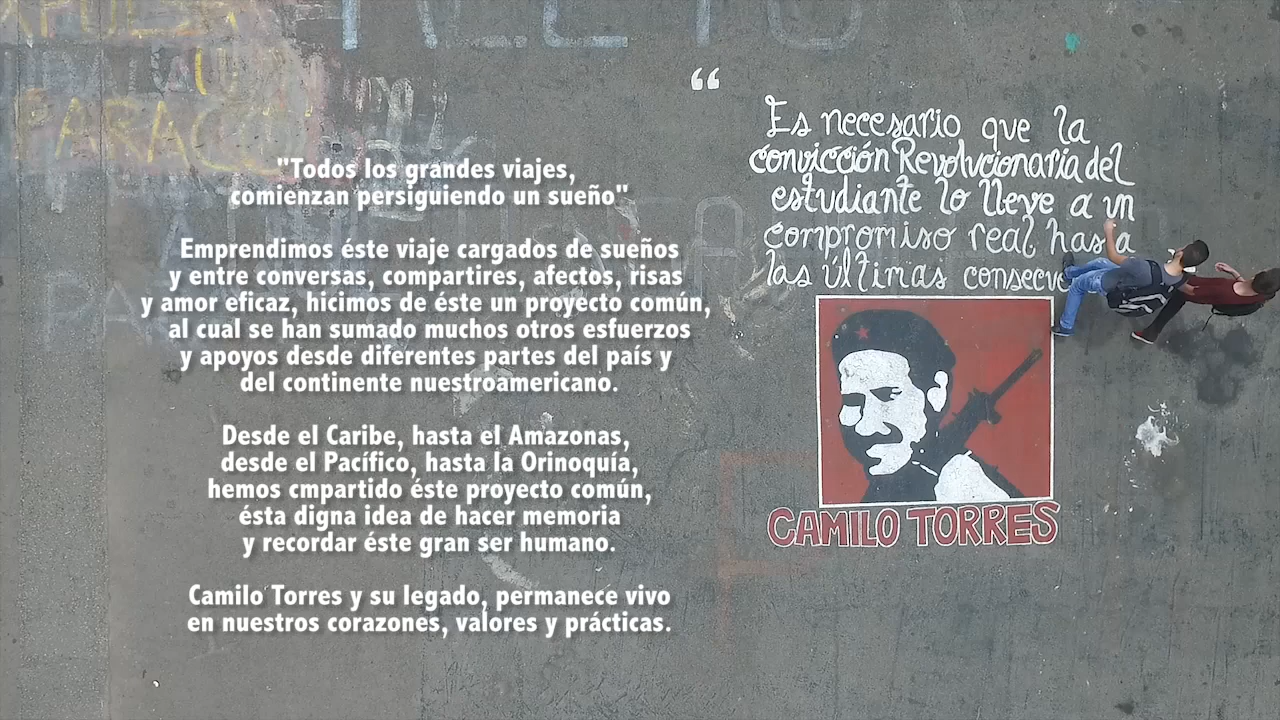 "Todos los grandes viajes,
comienzan persiguiendo un sueño"
Emprendimos éste viaje cargados de sueños
y entre conversas, compartires, afectos, risas
y amor eficaz, hicimos de éste un proyecto común,
al cual se han sumado muchos otros esfuerzos
y apoyos desde diferentes partes del país y
del continente nuestroamericano.
Desde el Caribe, hasta el Amazonas,
desde el Pacífico, hasta la Orinoquía,
hemos cmpartido éste proyecto común,
ésta digna idea de hacer memoria
y recordar éste gran ser humano.
Camilo Torres y su legado, permanece vivo
en nuestros corazones, valores y prácticas.
“
Es necesario que la
convicción Revolucionaria del
estudiante lo lleve a un
compromiso real hasta
las últimas consecue
CAMILO TORRES